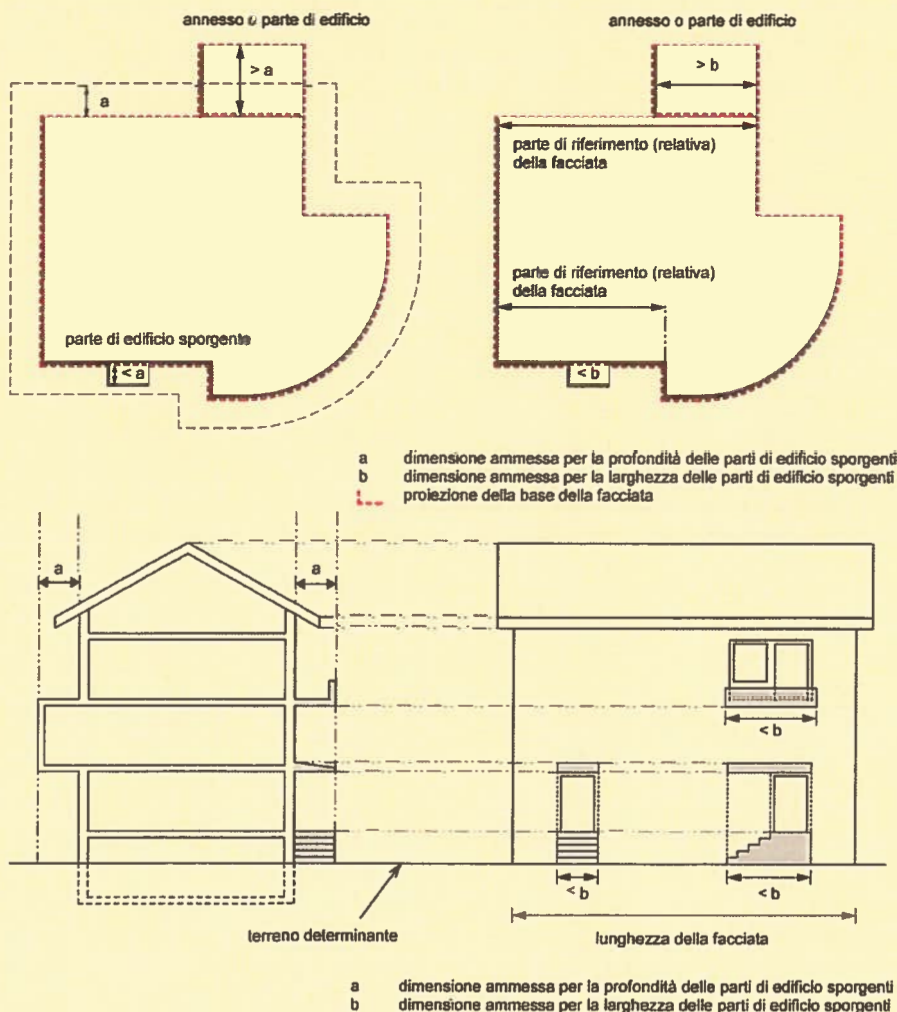 annesso o parte di edificio
annesso o parte di edificio
> a
a
> b
parte di riferimento (relativa)
della facciata
parte di riferimento (relativa)
della facciata
parte di edificio sporgente
< a
< b
a dimensione ammessa per la profondità delle parti di edificio sporgenti
b dimensione ammessa per la larghezza delle parti di edificio sporgenti
proiezione della base della facciata
a
a
< b
< b
< b
terreno determinante
lunghezza della facciata
a dimensione ammessa per la profondità delle parti di edificio sporgenti
b dimensione ammessa per la larghezza delle parti di edificio sporgenti